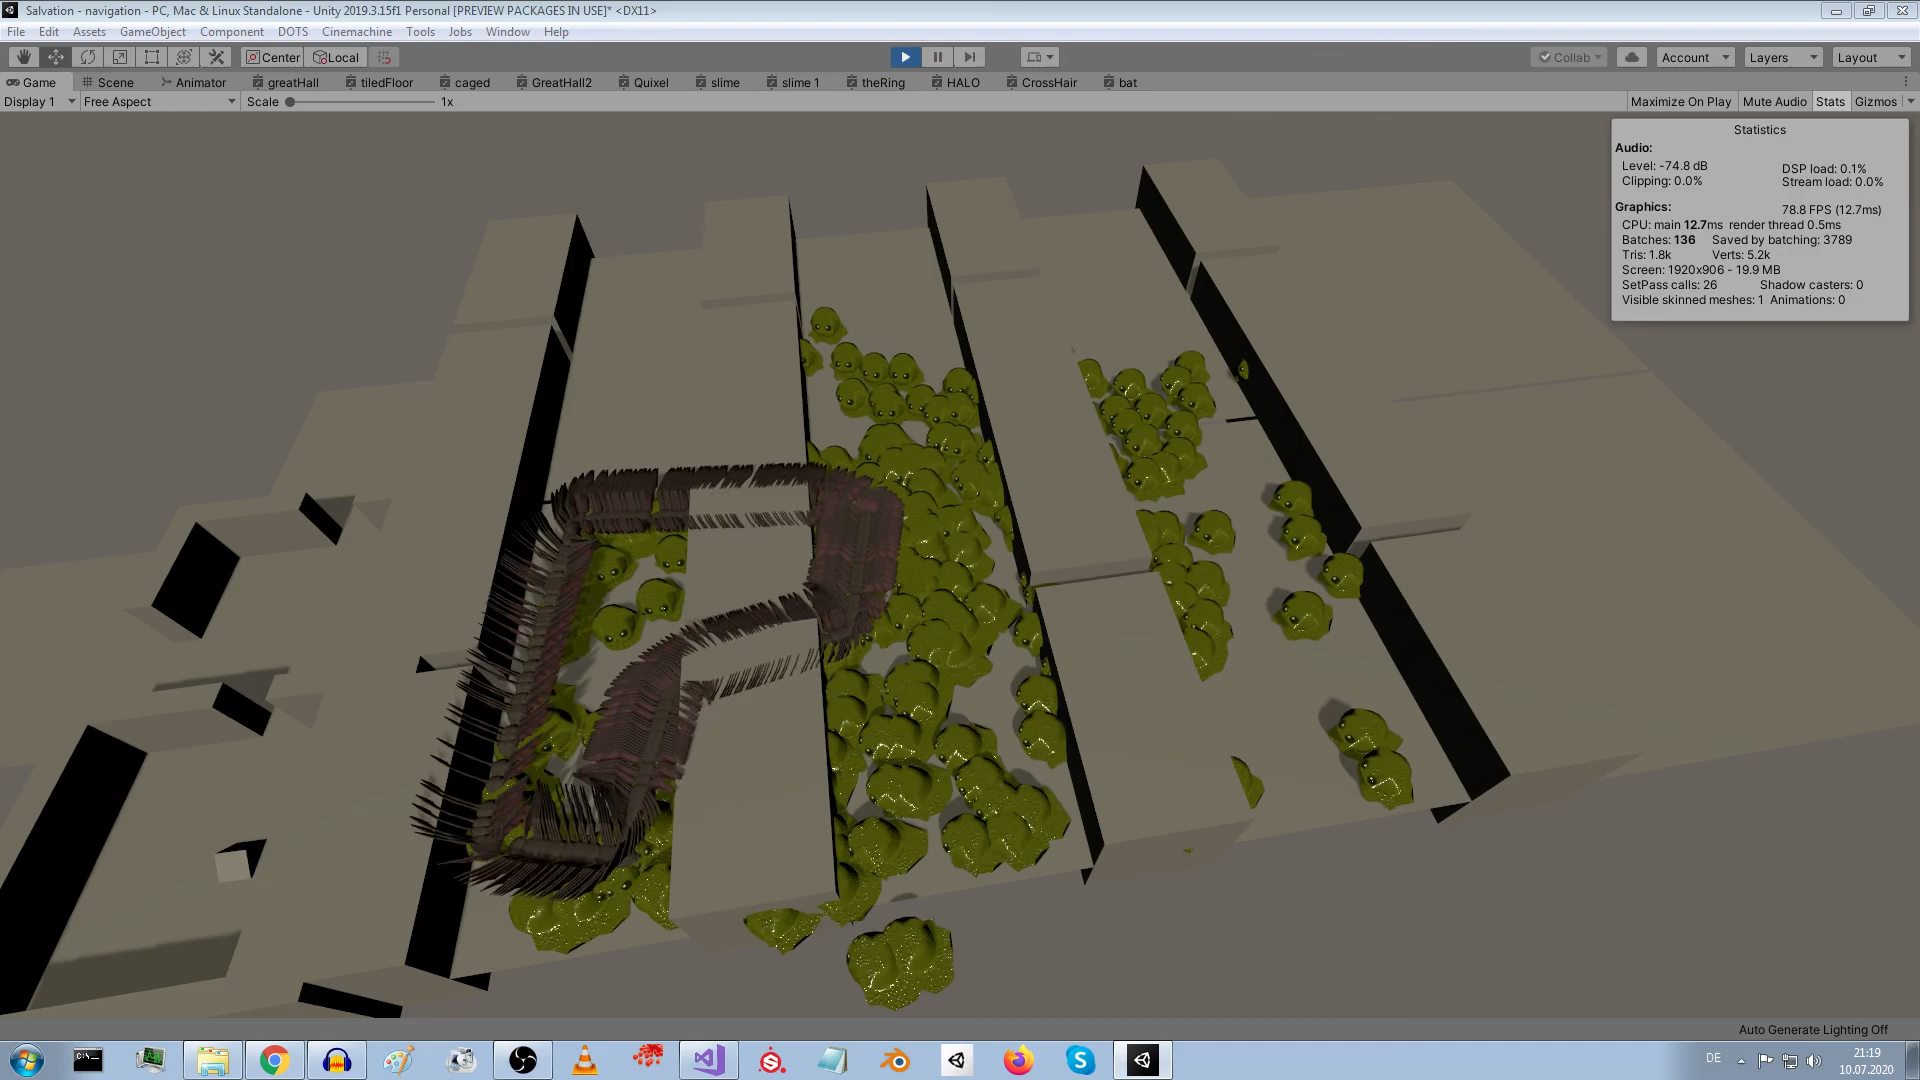 Salvation - navigation - PC, Mac & Linux Standalone - Unity 2019.3.15f1 Personal [PREVIEW PACKAGES IN USE]* <DX11>
File Edit Assets GameObject Component DOTS Cinemachine Tools Jobs Window Help
Center Local Collab Account Layers Layout
Game Scene Animator greatHall tiledFloor caged GreatHall2 Quixel slime slime 1 theRing HALO CrossHair bat
Display 1 Free Aspect Scale 1x Maximize On Play Mute Audio Stats Gizmos
Statistics
Audio:
Level: -74.8 dB DSP load: 0.1%
Clipping: 0.0% Stream load: 0.0%
Graphics: 78.8 FPS (12.7ms)
CPU: main 12.7ms render thread 0.5ms
Batches: 136 Saved by batching: 3789
Tris: 1.8k Verts: 5.2k
Screen: 1920x906 - 19.9 MB
SetPass calls: 26 Shadow casters: 0
Visible skinned meshes: 1 Animations: 0
Auto Generate Lighting Off
DE 21:19
10.07.2020